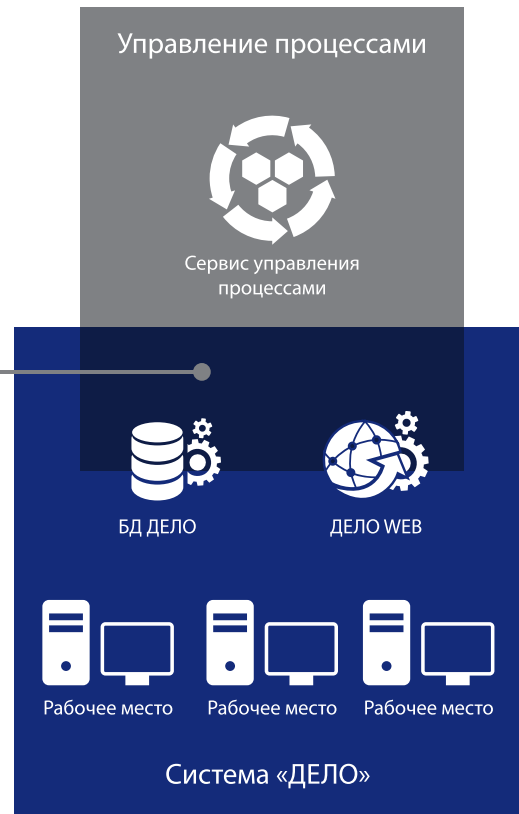 Управление процессами
Сервис управления
процессами
БД ДЕЛО
ДЕЛО WEB
Рабочее место
Рабочее место
Рабочее место
Система «ДЕЛО»